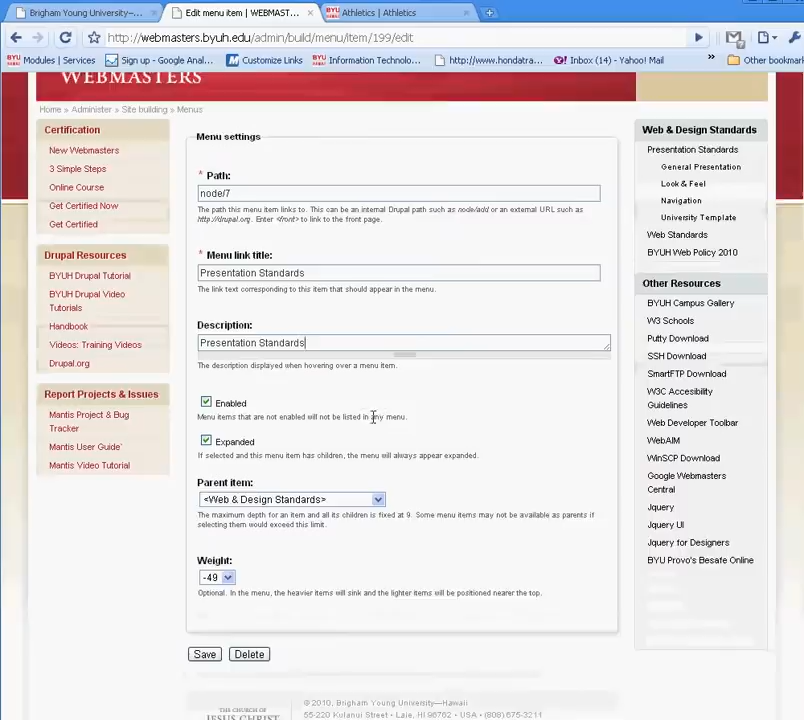 Brigham Young University—...
Edit menu item | WEBMAST...
Athletics | Athletics
http://webmasters.byuh.edu/admin/build/menu/item/199/edit
BYU Modules | Services
Sign up - Google Anal...
Customize Links
BYU Information Technolo...
http://www.hondatra...
Inbox (14) - Yahoo! Mail
»
Other bookmark
WEBMASTERS
Home » Administer » Site building » Menus
Certification
New Webmasters
3 Simple Steps
Online Course
Get Certified Now
Get Certified
Drupal Resources
BYUH Drupal Tutorial
BYUH Drupal Video
Tutorials
Handbook
Videos: Training Videos
Drupal.org
Report Projects & Issues
Mantis Project & Bug
Tracker
Mantis User Guide`
Mantis Video Tutorial
Menu settings
* Path:
node/7
The path this menu item links to. This can be an internal Drupal path such as node/add or an external URL such as
http://drupal.org. Enter <front> to link to the front page.
* Menu link title:
Presentation Standards
The link text corresponding to this item that should appear in the menu.
Description:
Presentation Standards
The description displayed when hovering over a menu item.
Enabled
Menu items that are not enabled will not be listed in any menu.
Expanded
If selected and this menu item has children, the menu will always appear expanded.
Parent item:
<Web & Design Standards>
The maximum depth for an item and all its children is fixed at 9. Some menu items may not be available as parents if
selecting them would exceed this limit.
Weight:
-49
Optional. In the menu, the heavier items will sink and the lighter items will be positioned nearer the top.
Save
Delete
Web & Design Standards
Presentation Standards
General Presentation
Look & Feel
Navigation
University Template
Web Standards
BYUH Web Policy 2010
Other Resources
BYUH Campus Gallery
W3 Schools
Putty Download
SSH Download
SmartFTP Download
W3C Accesibility
Guidelines
Web Developer Toolbar
WebAIM
WinSCP Download
Google Webmasters
Central
Jquery
Jquery UI
Jquery for Designers
BYU Provo's Besafe Online
THE CHURCH OF
JESUS CHRIST
© 2010, Brigham Young University—Hawaii
55-220 Kulanui Street • Laie, HI 96762 • USA • (808) 675-3211